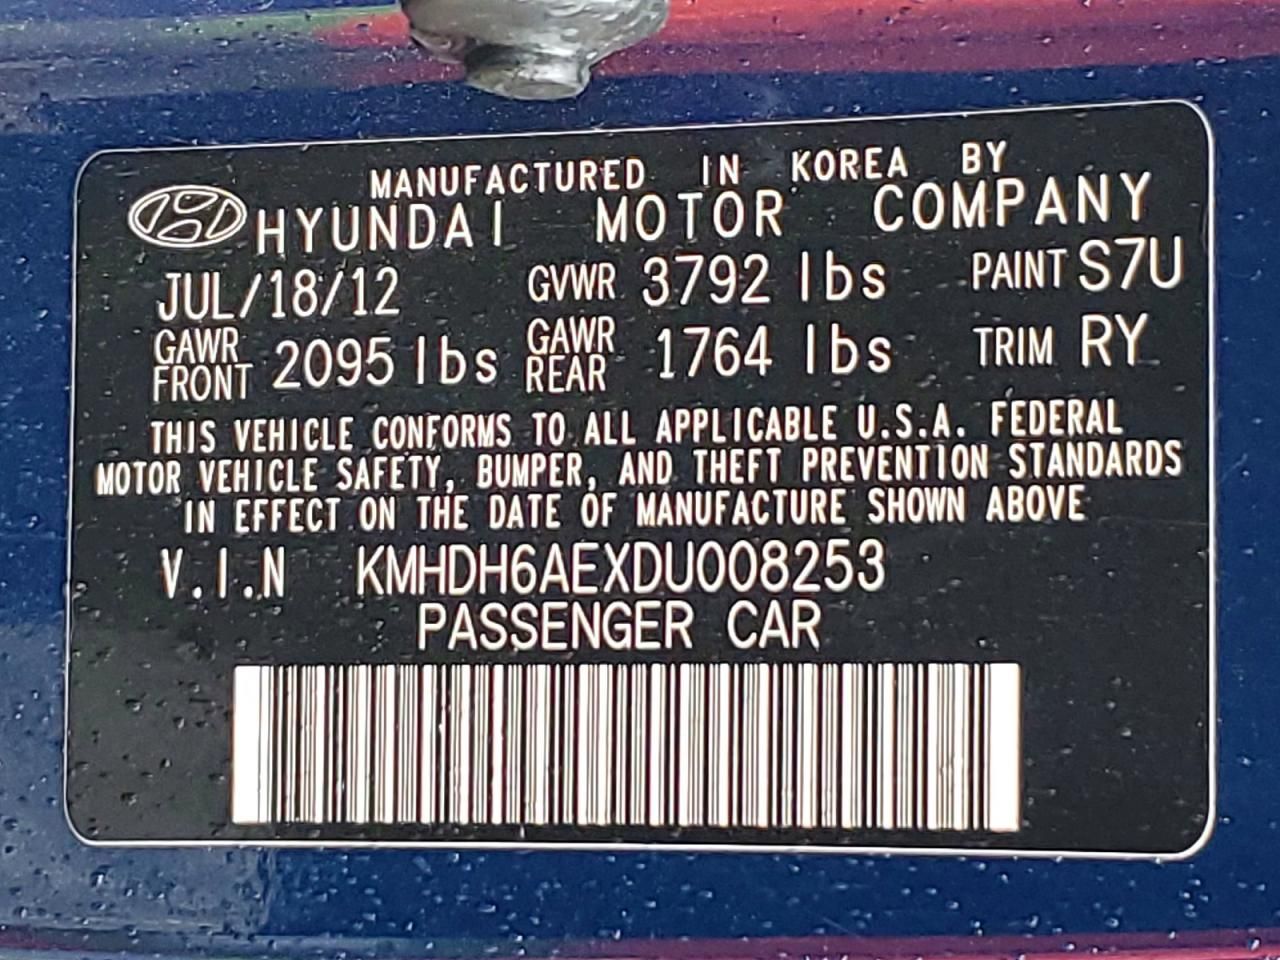 MANUFACTURED IN KOREA BY
HYUNDAI MOTOR COMPANY
JUL/18/12 GVWR 3792 lbs PAINT S7U
GAWR FRONT 2095 lbs GAWR REAR 1764 lbs TRIM RY
THIS VEHICLE CONFORMS TO ALL APPLICABLE U.S.A. FEDERAL
MOTOR VEHICLE SAFETY, BUMPER, AND THEFT PREVENTION STANDARDS
IN EFFECT ON THE DATE OF MANUFACTURE SHOWN ABOVE
V.I.N KMHDH6AEXDU008253
PASSENGER CAR